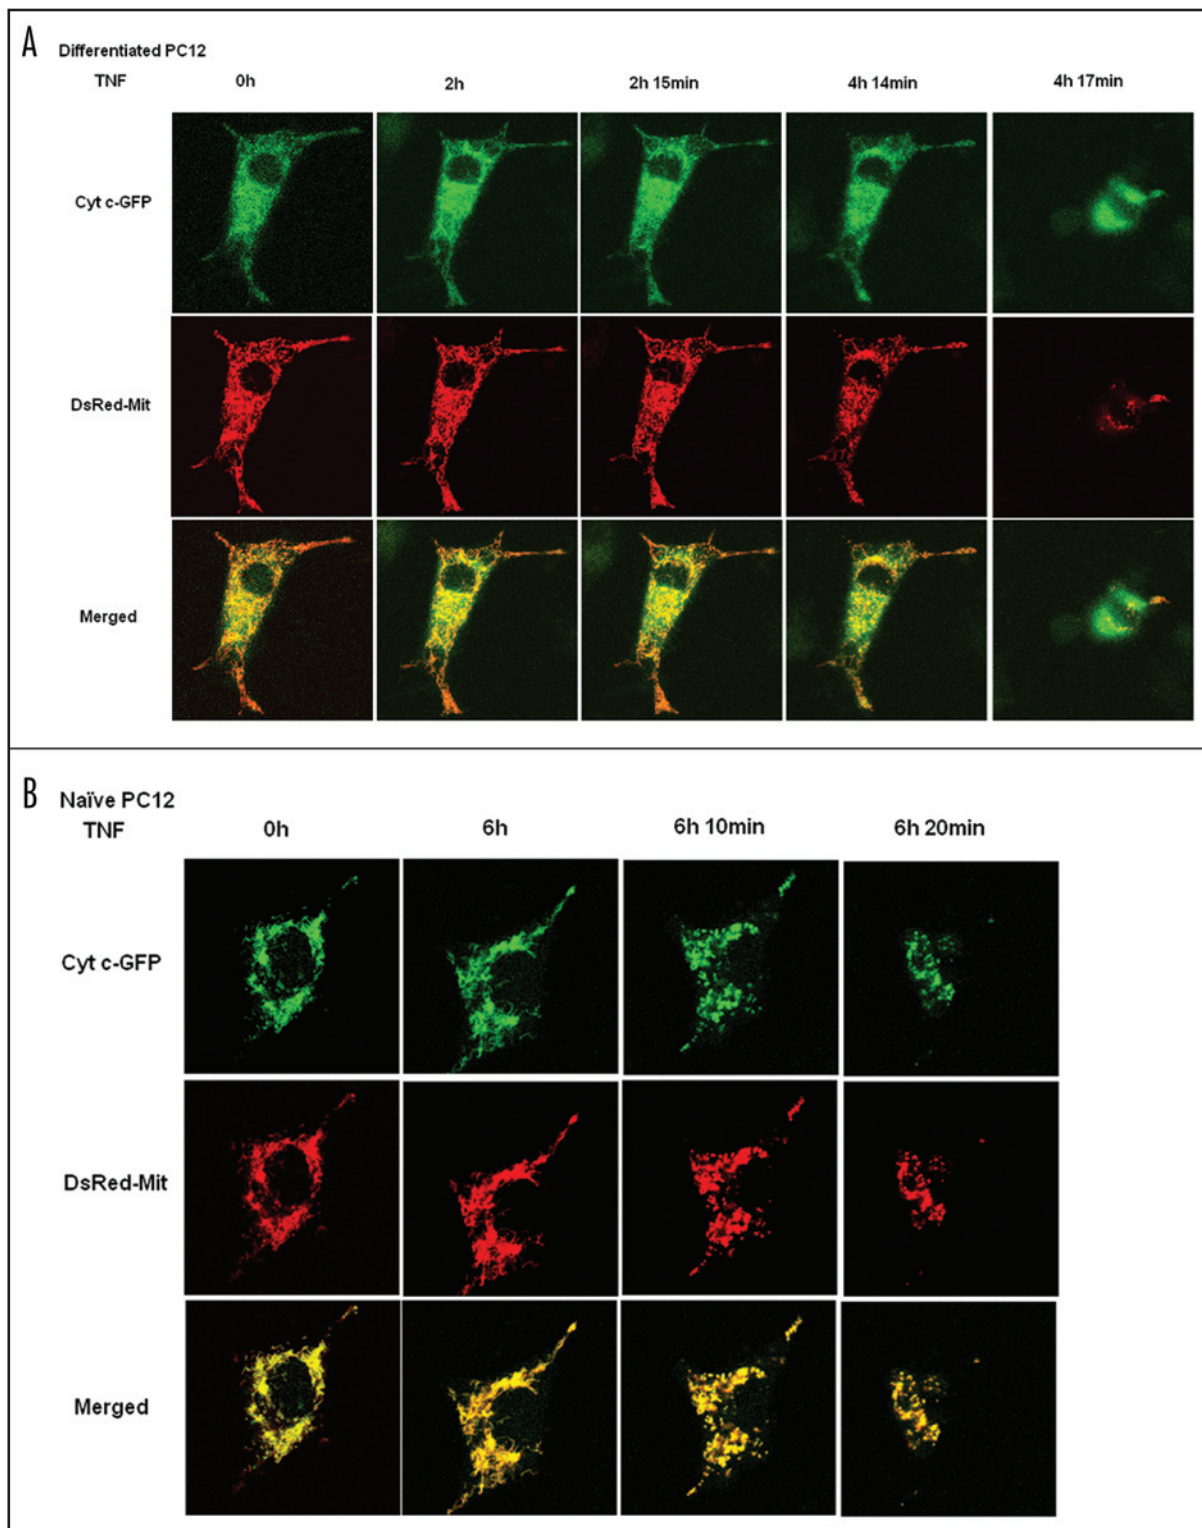 A Differentiated PC12
TNF 0h 2h 2h 15min 4h 14min 4h 17min
Cyt c-GFP
DsRed-Mit
Merged
B Naïve PC12
TNF 0h 6h 6h 10min 6h 20min
Cyt c-GFP
DsRed-Mit
Merged